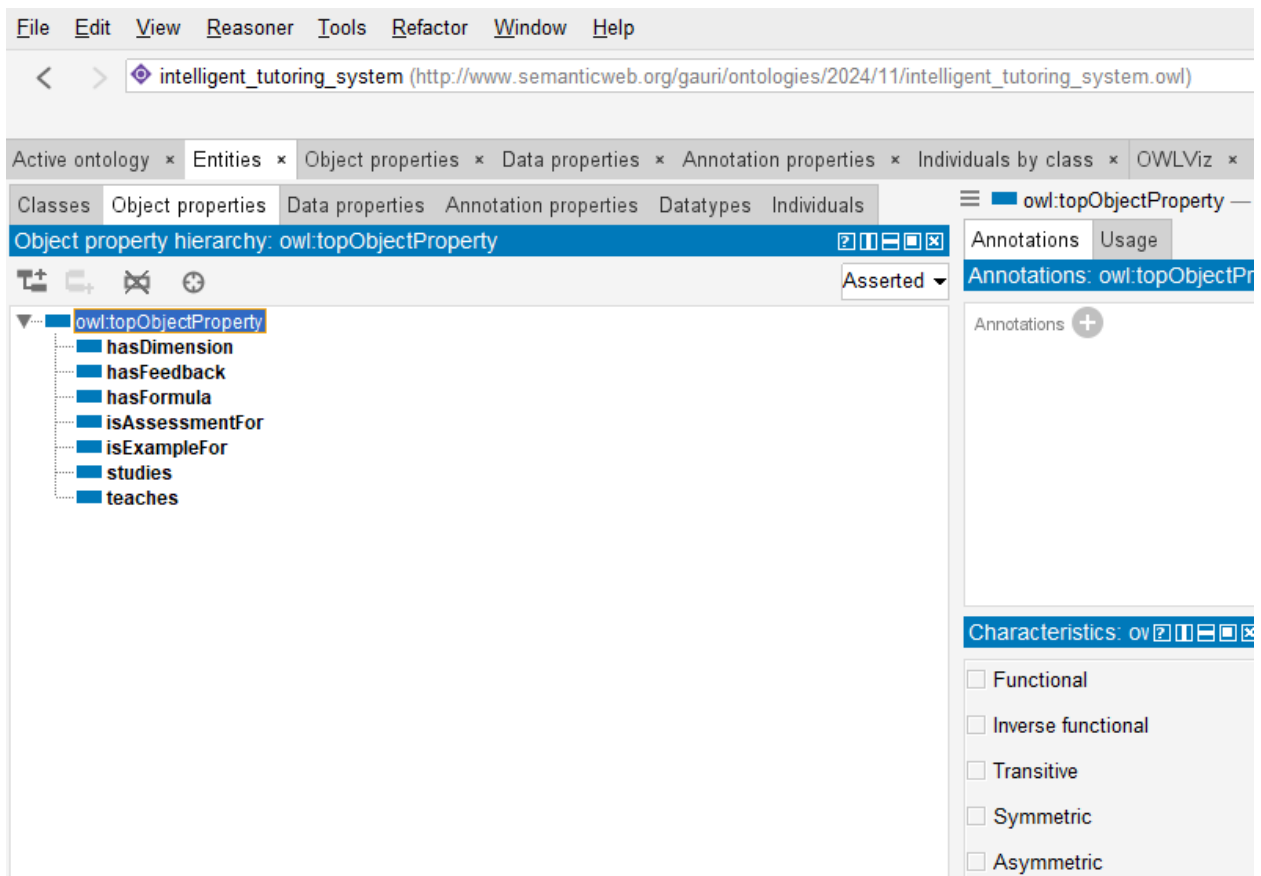 File Edit View Reasoner Tools Refactor Window Help
< > intelligent_tutoring_system (http://www.semanticweb.org/gauri/ontologies/2024/11/intelligent_tutoring_system.owl)
Active ontology × Entities × Object properties × Data properties × Annotation properties × Individuals by class × OWLViz ×
Classes Object properties Data properties Annotation properties Datatypes Individuals
Object property hierarchy: owl:topObjectProperty
Asserted
owl:topObjectProperty
hasDimension
hasFeedback
hasFormula
isAssessmentFor
isExampleFor
studies
teaches
owl:topObjectProperty —
Annotations Usage
Annotations: owl:topObjectPr
Annotations
Characteristics: ow
Functional
Inverse functional
Transitive
Symmetric
Asymmetric